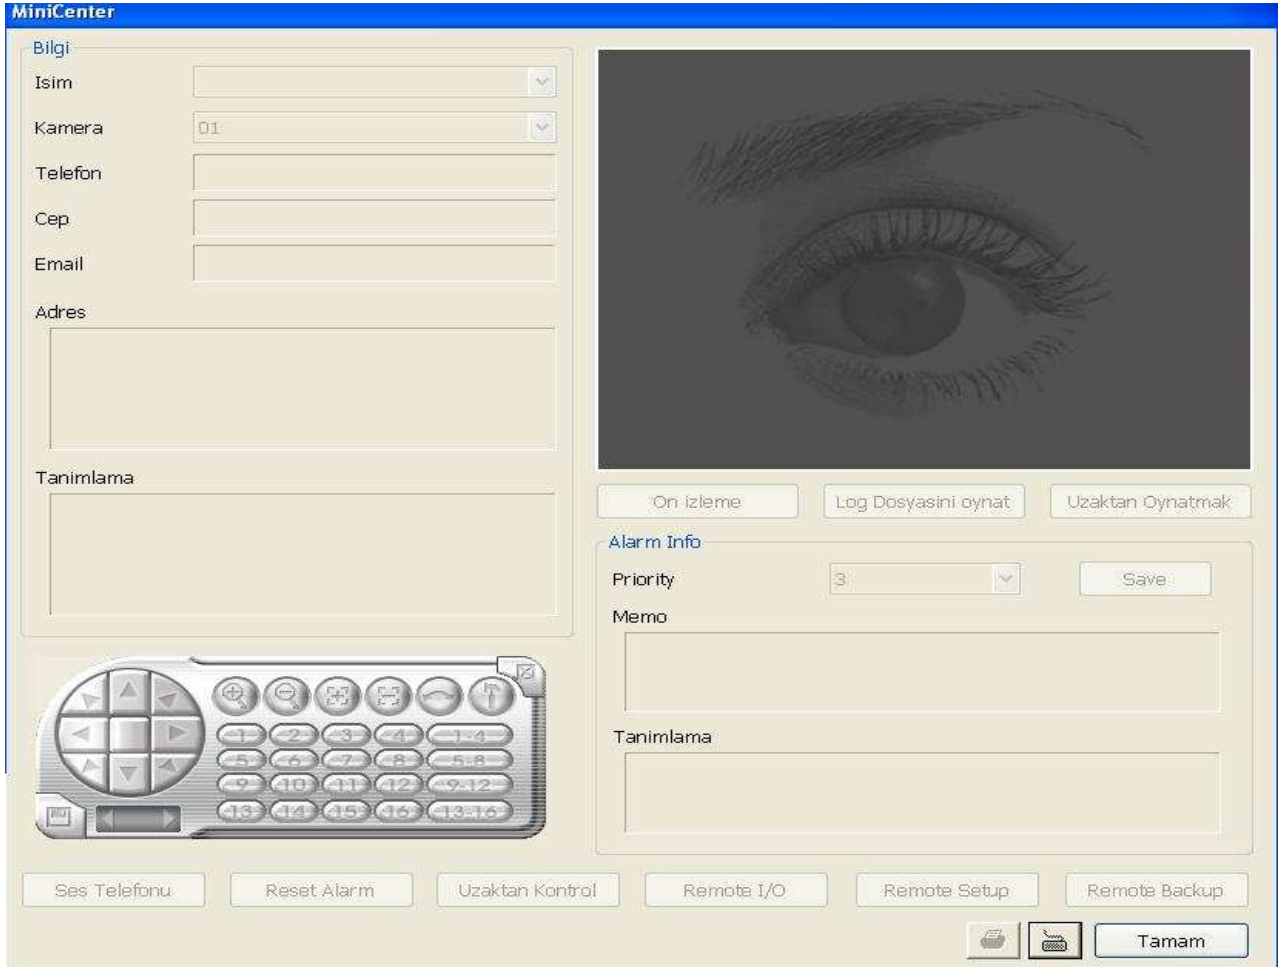 MiniCenter
Bilgi
Isim
Kamera 01
Telefon
Cep
Email
Adres
Tanimlama
On izleme Log Dosyasini oynat Uzaktan Oynatmak
Alarm Info
Priority 3 Save
Memo
Tanimlama
1 2 3 4 1-4
5 6 7 8 5-8
9 10 11 12 9-12
13 14 15 16 13-16
Ses Telefonu Reset Alarm Uzaktan Kontrol Remote I/O Remote Setup Remote Backup
Tamam